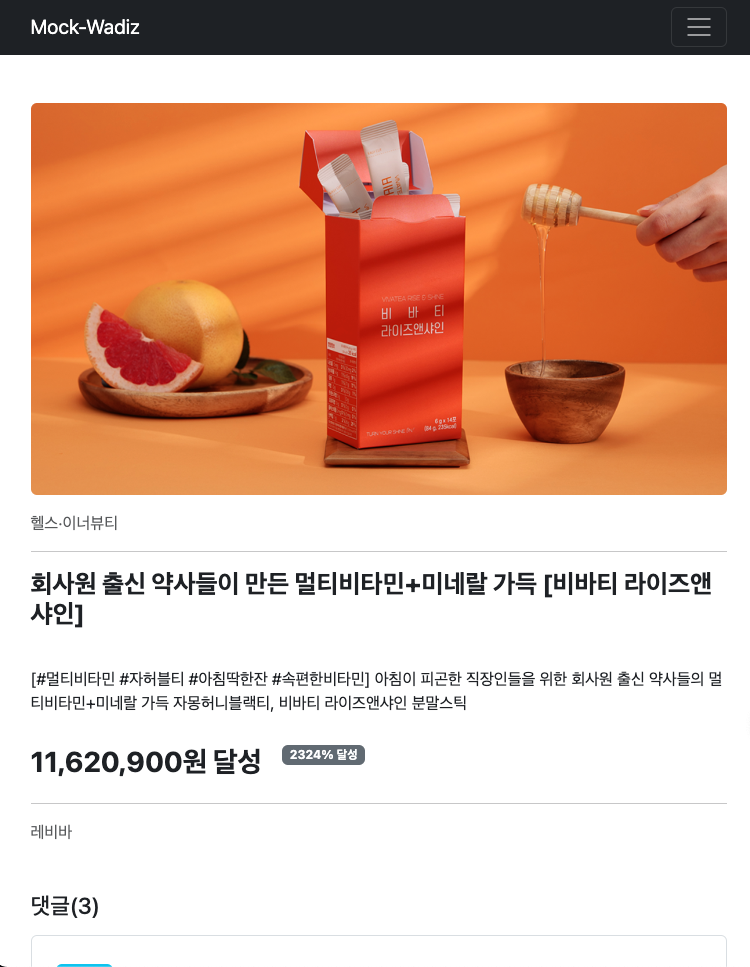 Mock-Wadiz
VIVATEA RISE & SHINE
비 바 티
라이즈앤샤인
6 g x 14포
TURN YOUR SHINE ON!
헬스·이너뷰티
회사원 출신 약사들이 만든 멀티비타민+미네랄 가득 [비바티 라이즈앤
샤인]
[#멀티비타민 #자허블티 #아침딱한잔 #속편한비타민] 아침이 피곤한 직장인들을 위한 회사원 출신 약사들의 멀
티비타민+미네랄 가득 자몽허니블랙티, 비바티 라이즈앤샤인 분말스틱
11,620,900원 달성
2324% 달성
레비바
댓글(3)